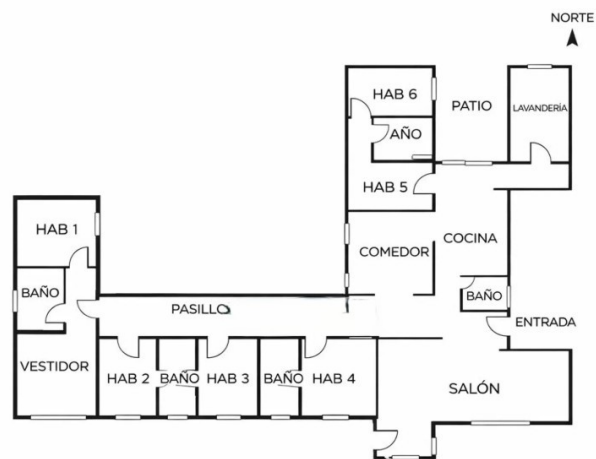 NORTE
HAB 6
PATIO
LAVANDERÍA
AÑO
HAB 5
HAB 1
COMEDOR
COCINA
BAÑO
BAÑO
PASILLO
ENTRADA
VESTIDOR
HAB 2
BAÑO
HAB 3
BAÑO
HAB 4
SALÓN